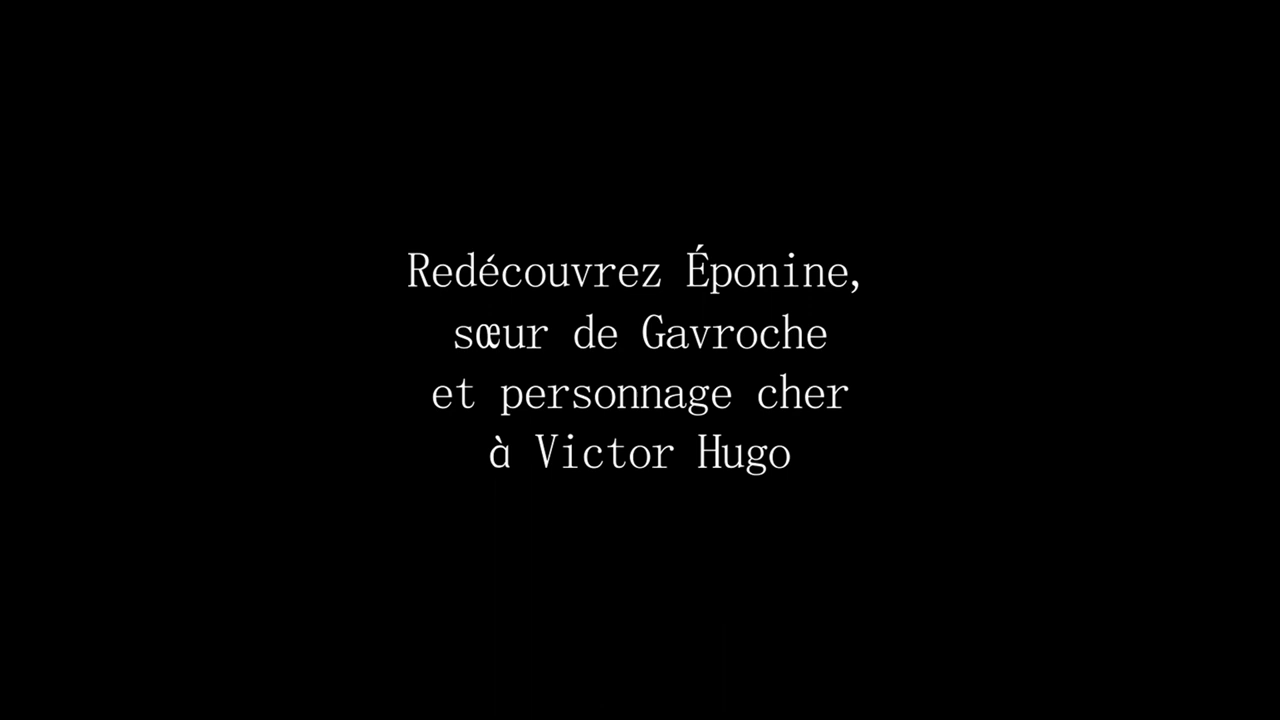 Redécouvrez Éponine,
sœur de Gavroche
et personnage cher
à Victor Hugo